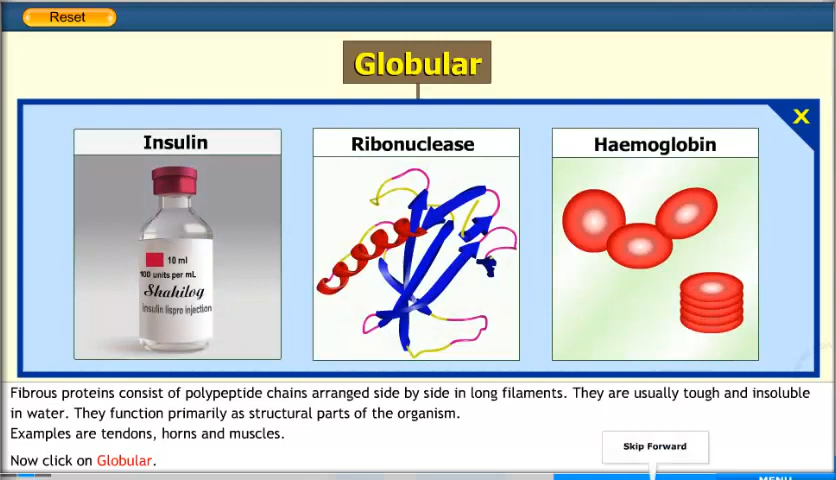 Reset
Globular
X
Insulin
Ribonuclease
Haemoglobin
10 ml
100 units per mL
Shahilog
insulin lispro injection
Fibrous proteins consist of polypeptide chains arranged side by side in long filaments. They are usually tough and insoluble
in water. They function primarily as structural parts of the organism.
Examples are tendons, horns and muscles.
Now click on Globular.
Skip Forward
MENU